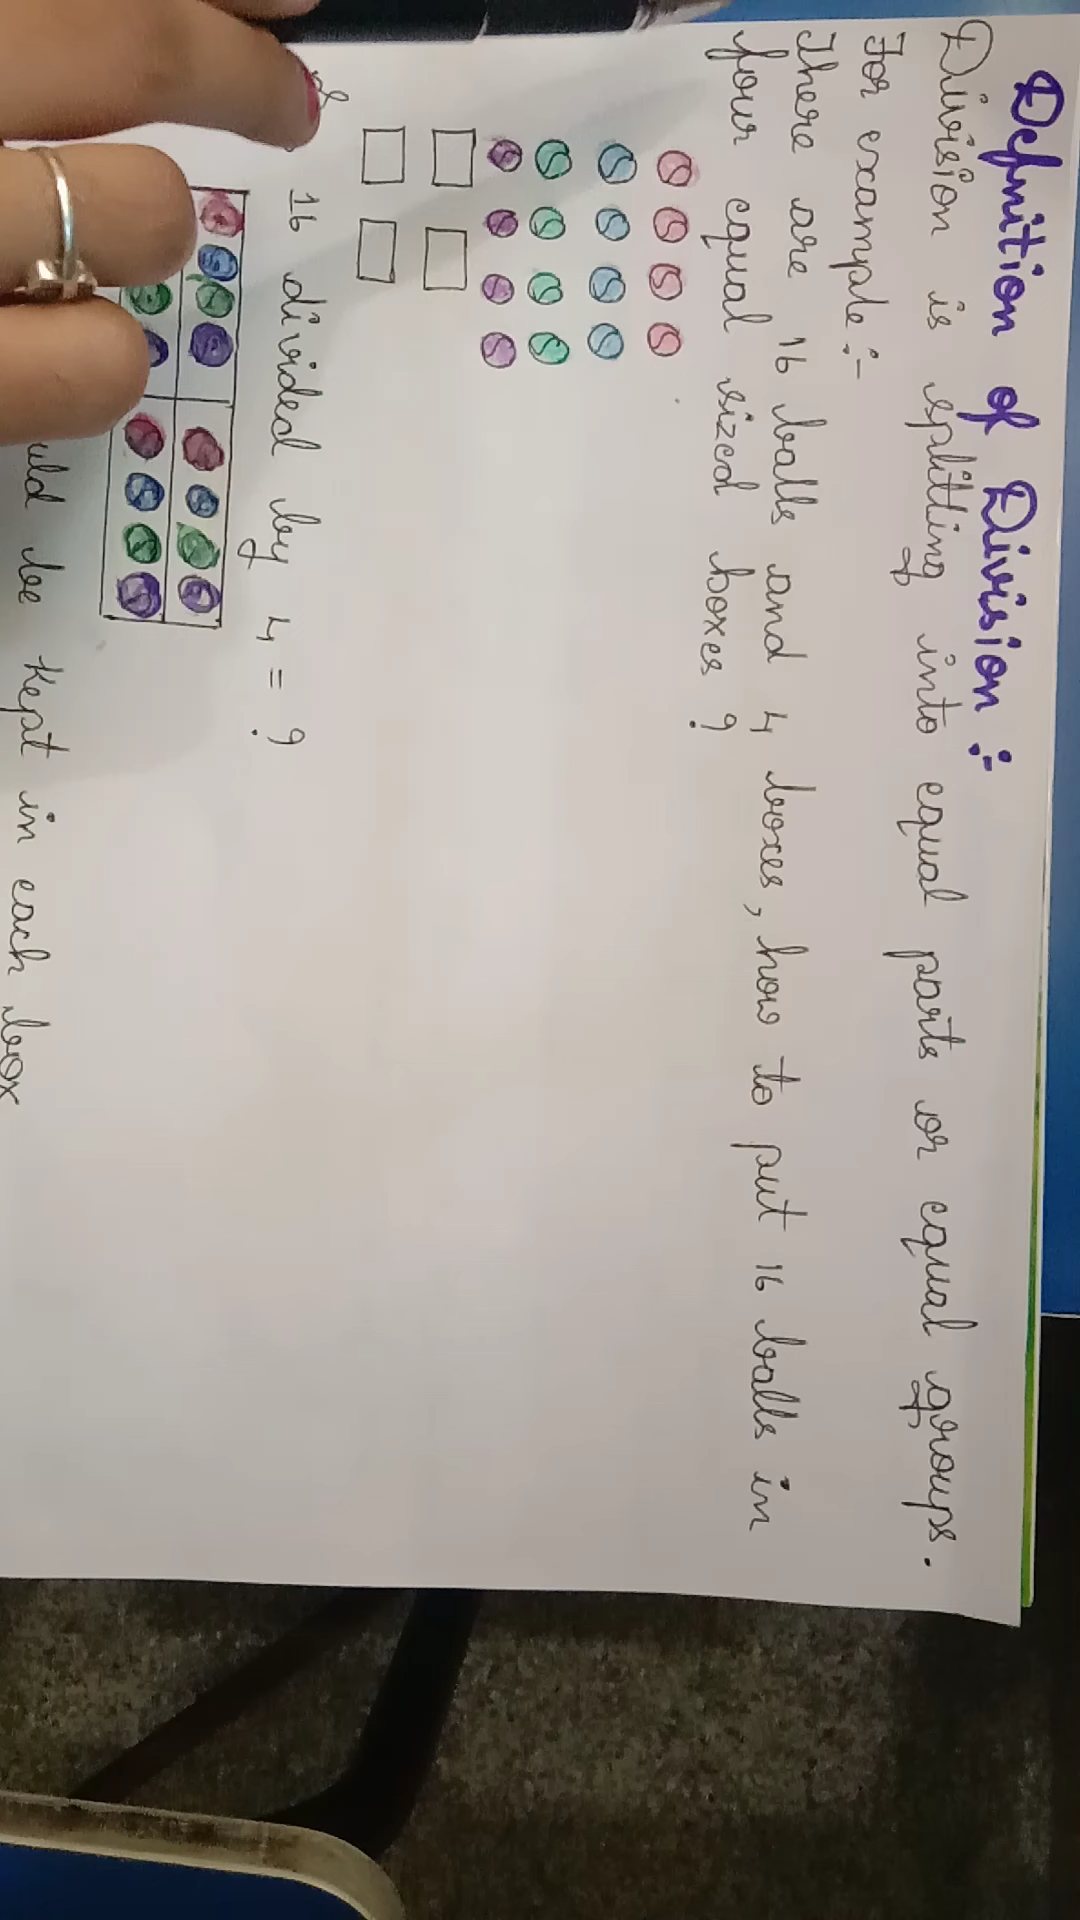 Definition of Division :-
Division is splitting into equal parts or equal groups.
For example :-
There are 16 balls and 4 boxes, how to put 16 balls in
four equal sized boxes ?
16 divided by 4 = ?
be kept in each box